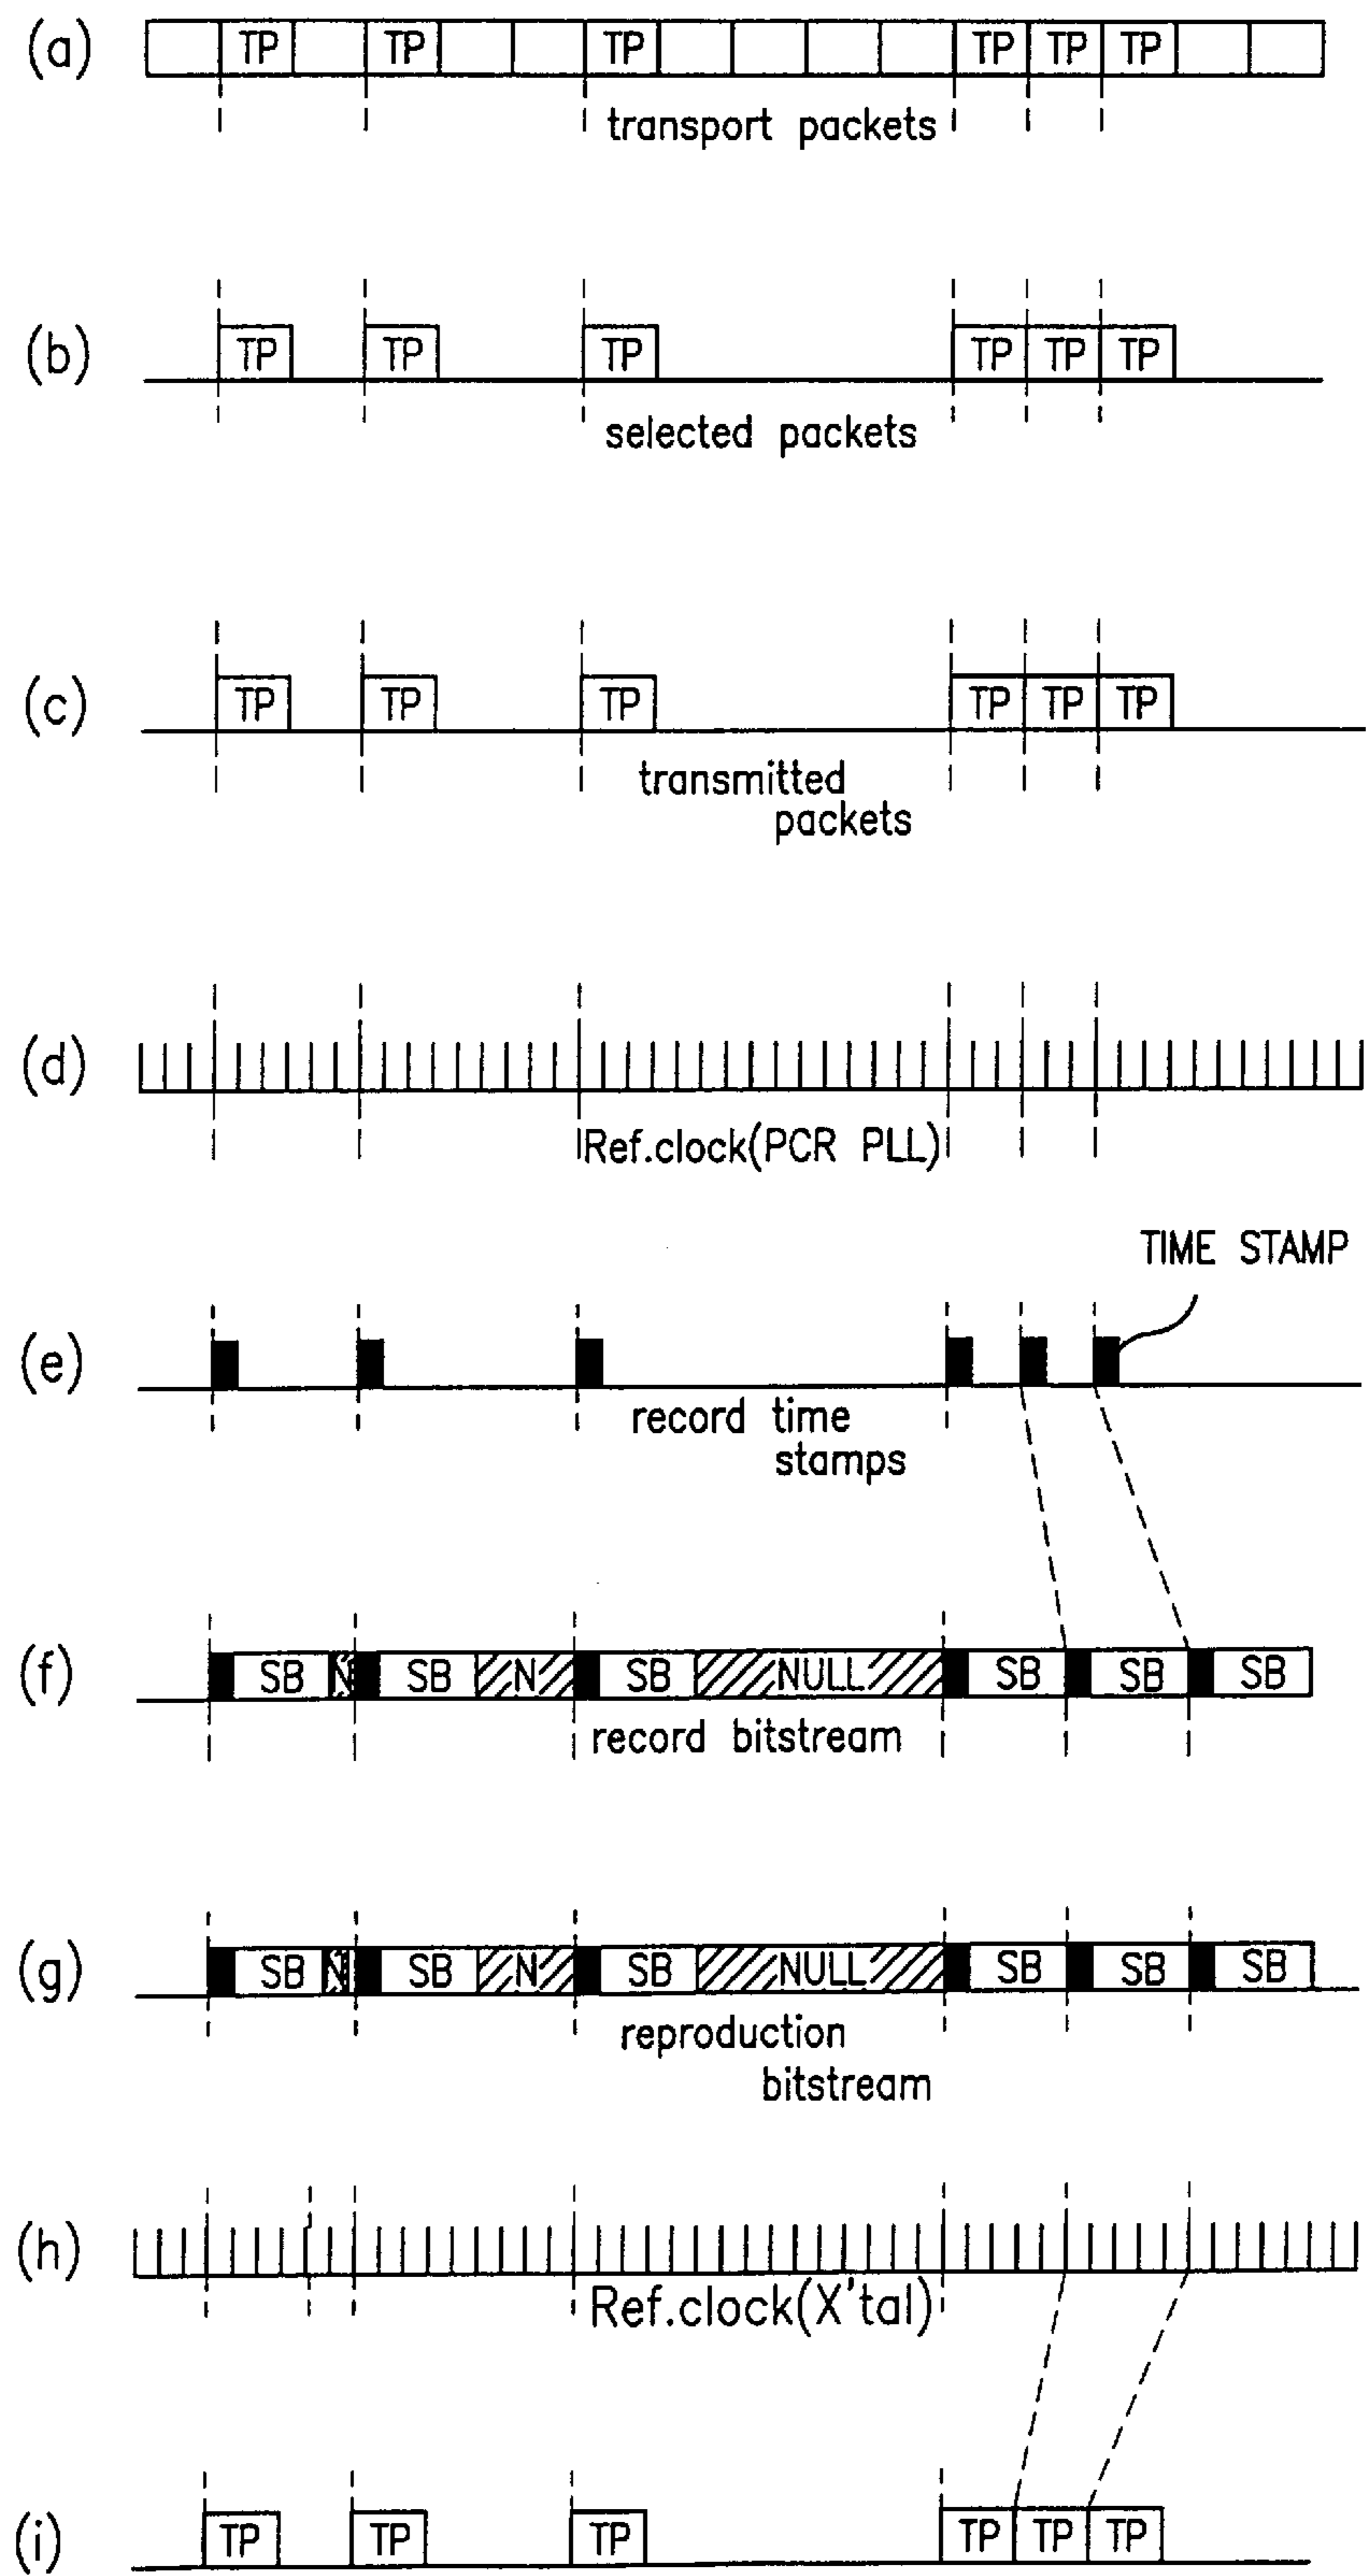 (a) TP TP TP TP TP TP
transport packets
(b) TP TP TP TP TP TP
selected packets
(c) TP TP TP TP TP TP
transmitted
packets
(d)
Ref.clock(PCR PLL)
TIME STAMP
(e)
record time
stamps
(f) SB N SB N SB NULL SB SB SB
record bitstream
(g) SB N SB N SB NULL SB SB SB
reproduction
bitstream
(h)
Ref.clock(X'tal)
(i) TP TP TP TP TP TP